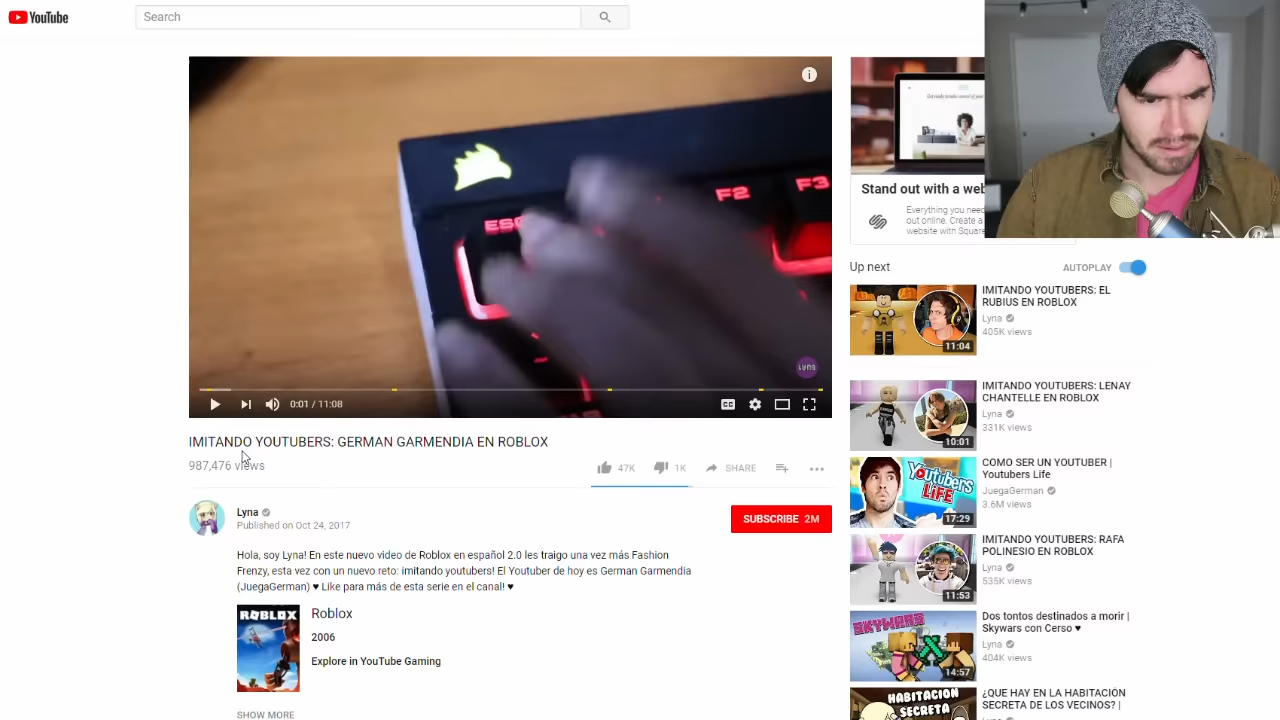 YouTube
Search
ESC
F2
F3
Lyna
0:01 / 11:08
CC
IMITANDO YOUTUBERS: GERMAN GARMENDIA EN ROBLOX
987,476 views
47K
1K
SHARE
Lyna
Published on Oct 24, 2017
SUBSCRIBE 2M
Hola, soy Lyna! En este nuevo video de Roblox en español 2.0 les traigo una vez más Fashion
Frenzy, esta vez con un nuevo reto: imitando youtubers! El Youtuber de hoy es German Garmendia
(JuegaGerman) ♥ Like para más de esta serie en el canal! ♥
ROBLOX
Roblox
2006
Explore in YouTube Gaming
SHOW MORE
Stand out with a web
Everything you need
out online. Create a
website with Square
Up next
AUTOPLAY
11:04
IMITANDO YOUTUBERS: EL
RUBIUS EN ROBLOX
Lyna
405K views
10:01
IMITANDO YOUTUBERS: LENAY
CHANTELLE EN ROBLOX
Lyna
331K views
Youtubers
LiFE
17:29
COMO SER UN YOUTUBER |
Youtubers Life
JuegaGerman
3.6M views
11:53
IMITANDO YOUTUBERS: RAFA
POLINESIO EN ROBLOX
Lyna
535K views
SKYWARS
14:57
Dos tontos destinados a morir |
Skywars con Cerso ♥
Lyna
404K views
HABITACION
SECRETA
¿QUE HAY EN LA HABITACIÓN
SECRETA DE LOS VECINOS? |